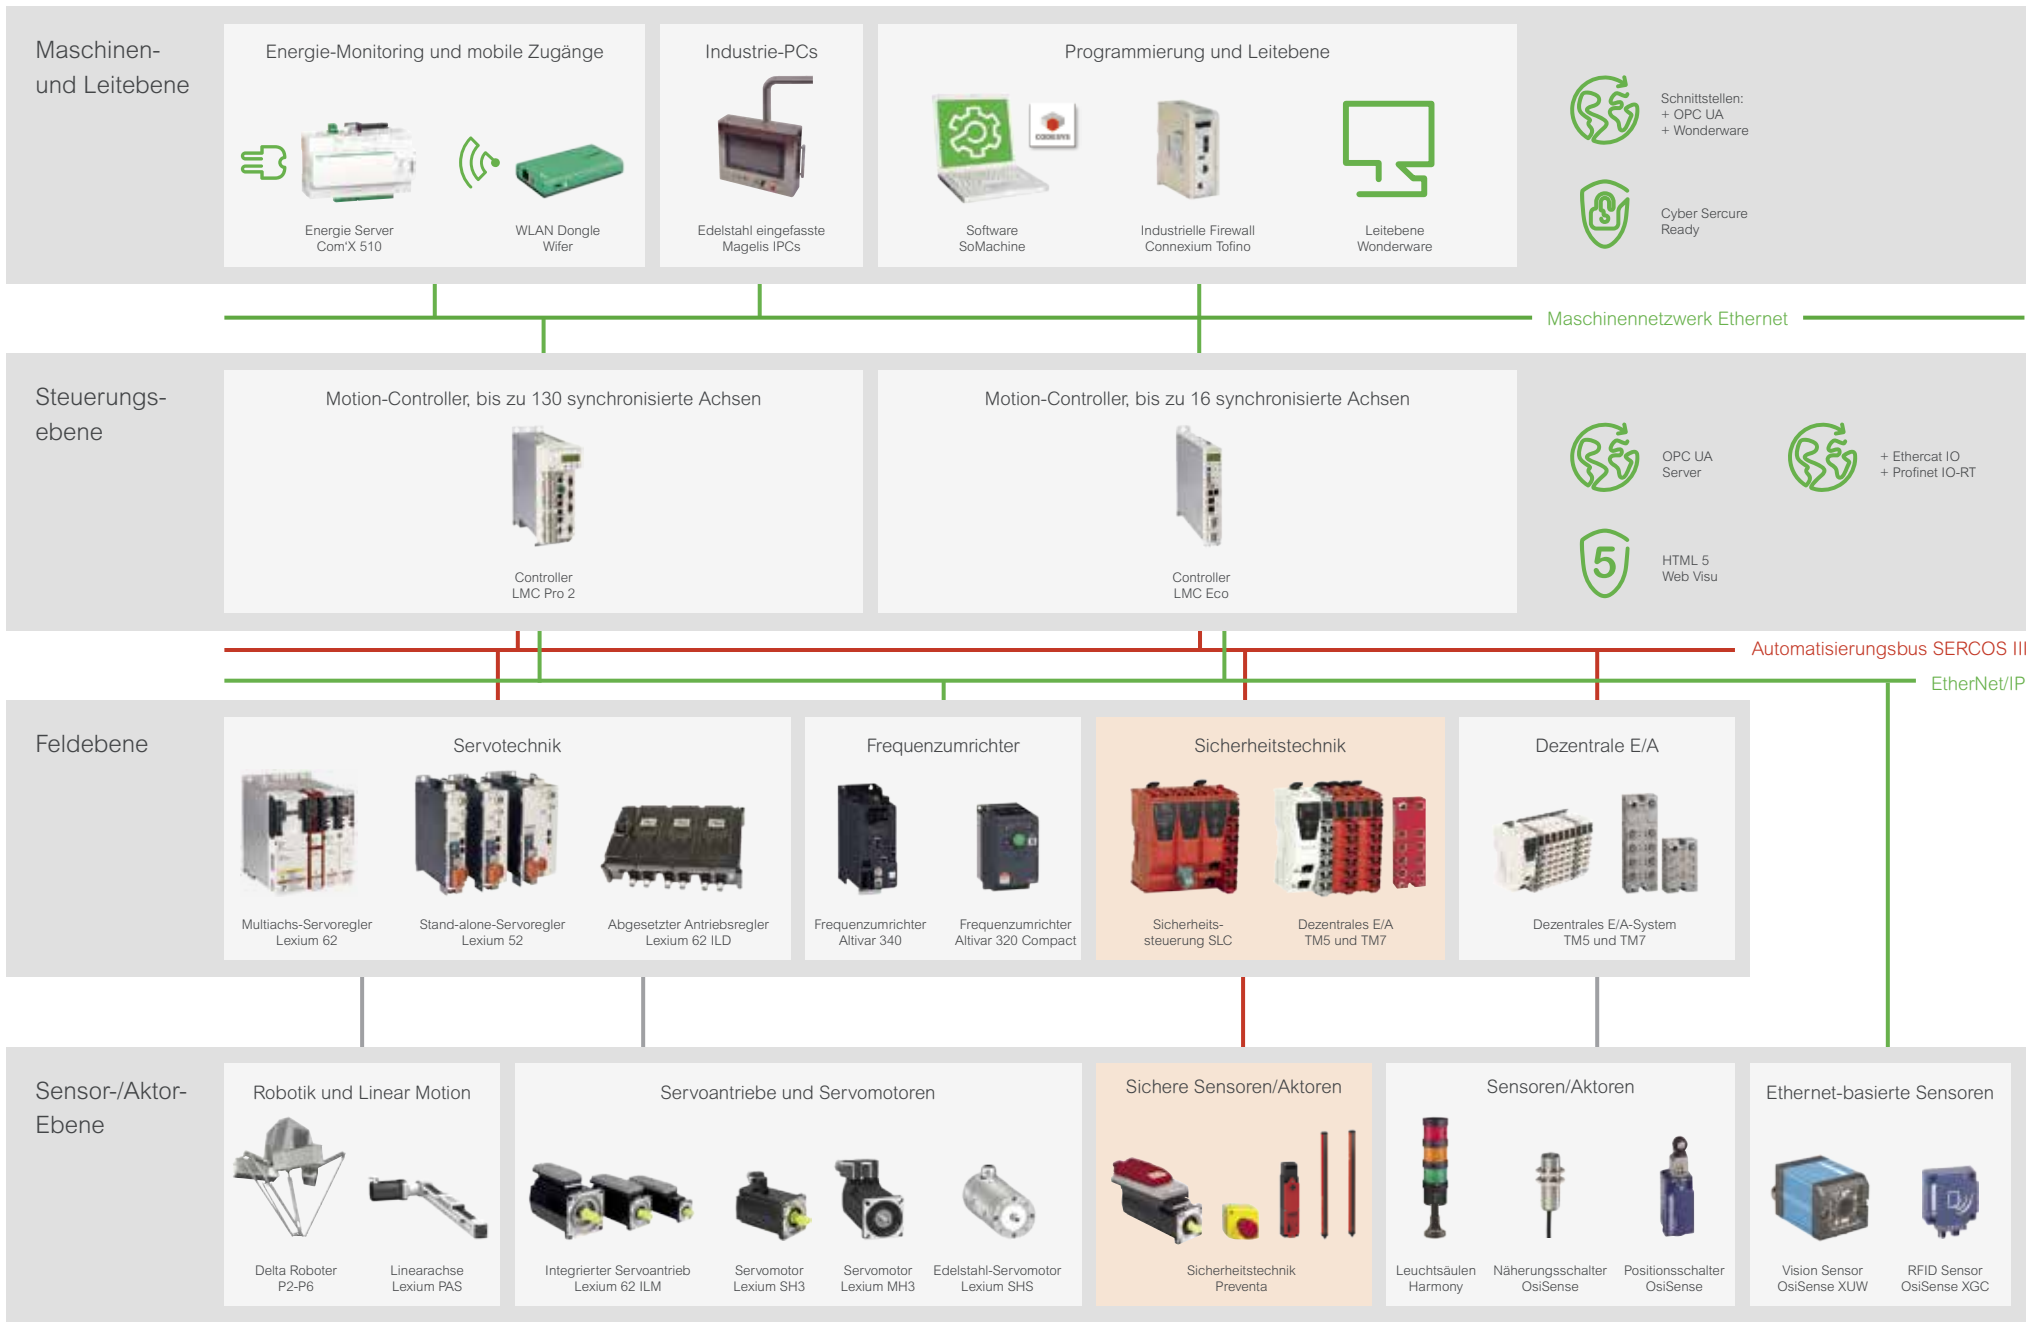 Maschinen-
und Leitebene
Energie-Monitoring und mobile Zugänge
Energie Server
Com'X 510
WLAN Dongle
Wifer
Industrie-PCs
Edelstahl eingefasste
Magelis IPCs
Programmierung und Leitebene
CODESYS
Software
SoMachine
Industrielle Firewall
Connexium Tofino
Leitebene
Wonderware
Schnittstellen:
+ OPC UA
+ Wonderware
Cyber Sercure
Ready
Maschinennetzwerk Ethernet
Steuerungs-
ebene
Motion-Controller, bis zu 130 synchronisierte Achsen
Controller
LMC Pro 2
Motion-Controller, bis zu 16 synchronisierte Achsen
Controller
LMC Eco
OPC UA
Server
+ Ethercat IO
+ Profinet IO-RT
5
HTML 5
Web Visu
Automatisierungsbus SERCOS III
EtherNet/IP
Feldebene
Servotechnik
Multiachs-Servoregler
Lexium 62
Stand-alone-Servoregler
Lexium 52
Abgesetzter Antriebsregler
Lexium 62 ILD
Frequenzumrichter
Frequenzumrichter
Altivar 340
Frequenzumrichter
Altivar 320 Compact
Sicherheitstechnik
Sicherheits-
steuerung SLC
Dezentrales E/A
TM5 und TM7
Dezentrale E/A
Dezentrales E/A-System
TM5 und TM7
Sensor-/Aktor-
Ebene
Robotik und Linear Motion
Delta Roboter
P2-P6
Linearachse
Lexium PAS
Servoantriebe und Servomotoren
Integrierter Servoantrieb
Lexium 62 ILM
Servomotor
Lexium SH3
Servomotor
Lexium MH3
Edelstahl-Servomotor
Lexium SHS
Sichere Sensoren/Aktoren
Sicherheitstechnik
Preventa
Sensoren/Aktoren
Leuchtsäulen
Harmony
Näherungsschalter
OsiSense
Positionsschalter
OsiSense
Ethernet-basierte Sensoren
Vision Sensor
OsiSense XUW
RFID Sensor
OsiSense XGC